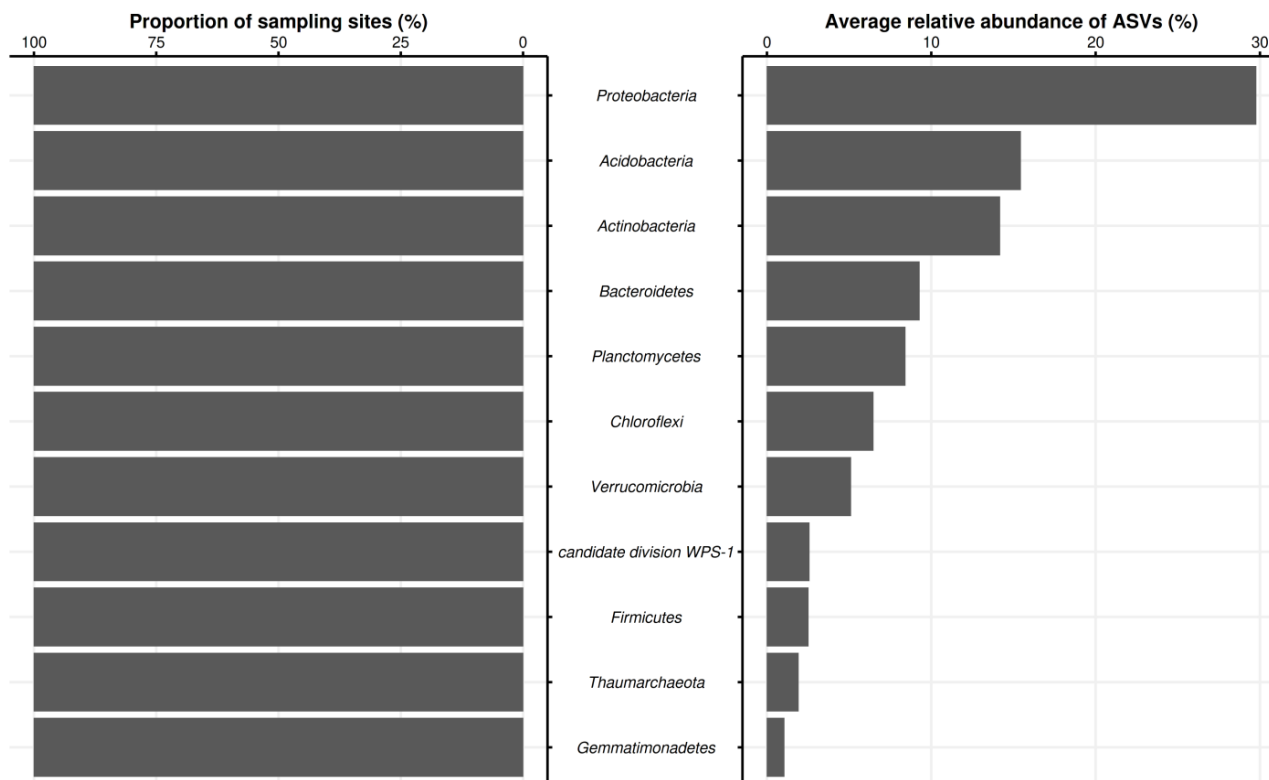 Proportion of sampling sites (%)
Average relative abundance of ASVs (%)
100 75 50 25 0
0 10 20 30
Proteobacteria
Acidobacteria
Actinobacteria
Bacteroidetes
Planctomycetes
Chloroflexi
Verrucomicrobia
candidate division WPS-1
Firmicutes
Thaumarchaeota
Gemmatimonadetes